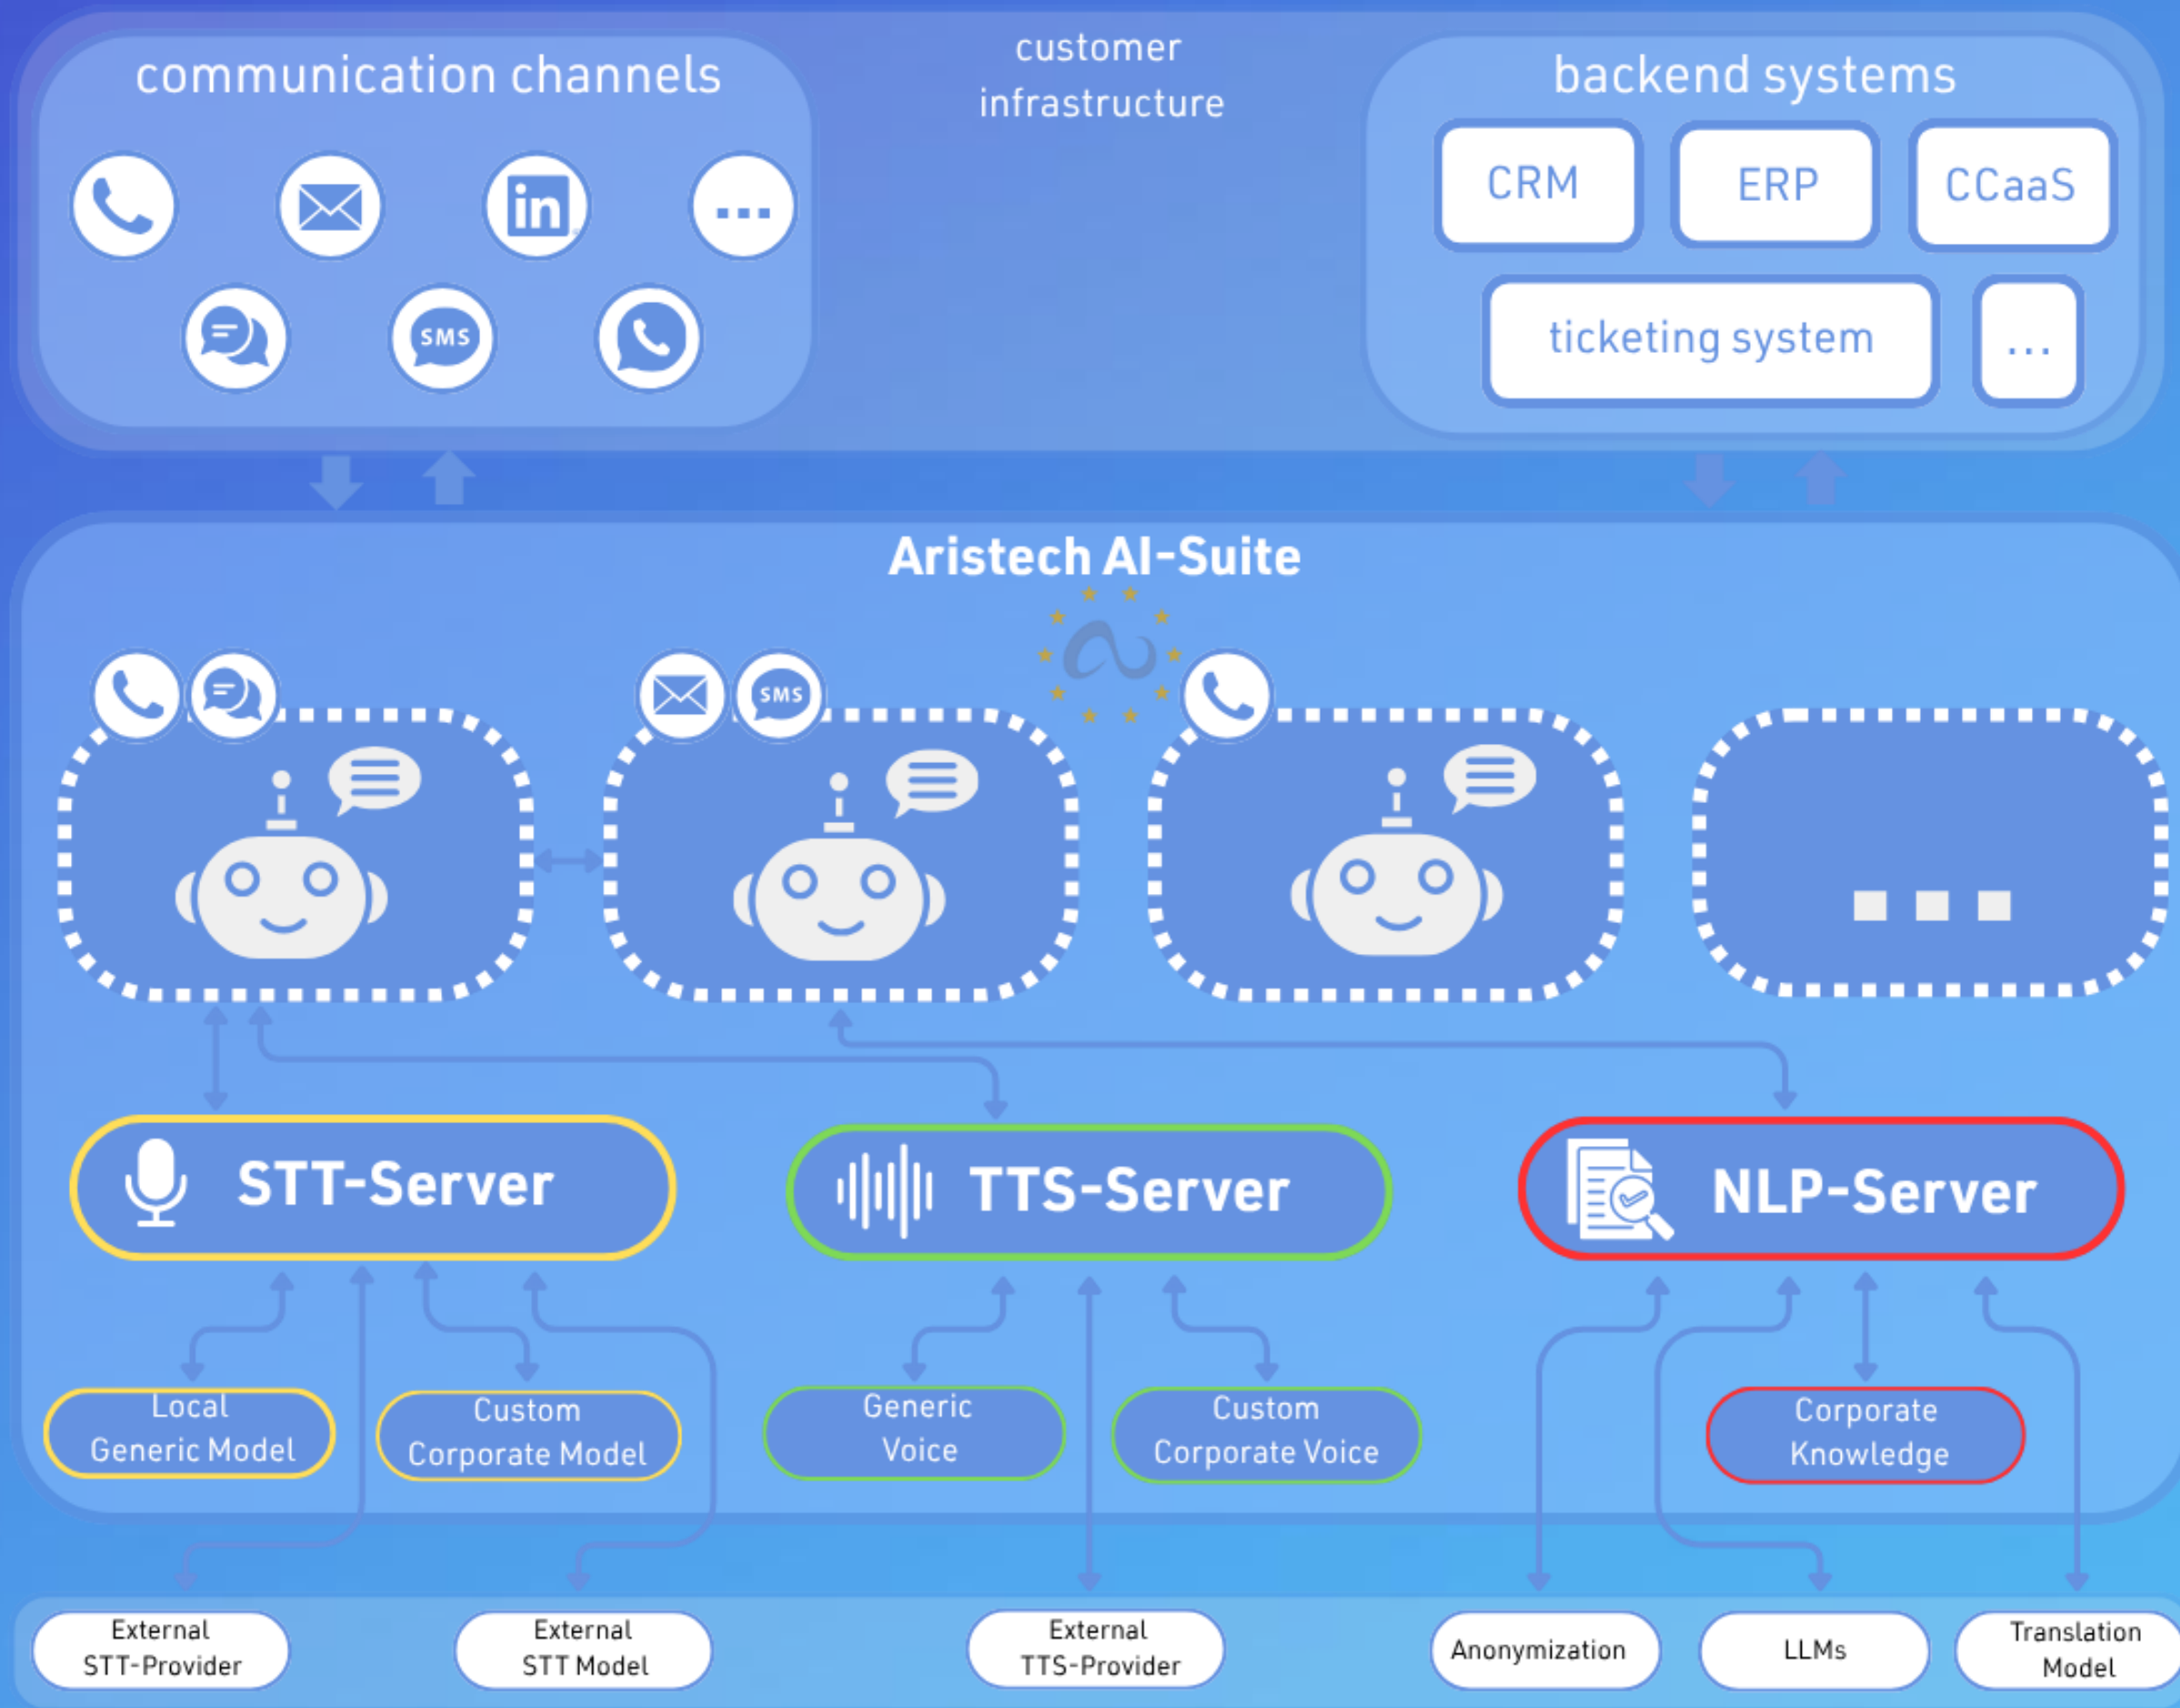 communication channels
customer
infrastructure
backend systems
in
...
SMS
CRM
ERP
CCaaS
ticketing system
...
Aristech AI-Suite
SMS
STT-Server
TTS-Server
NLP-Server
Local
Generic Model
Custom
Corporate Model
Generic
Voice
Custom
Corporate Voice
Corporate
Knowledge
External
STT-Provider
External
STT Model
External
TTS-Provider
Anonymization
LLMs
Translation
Model